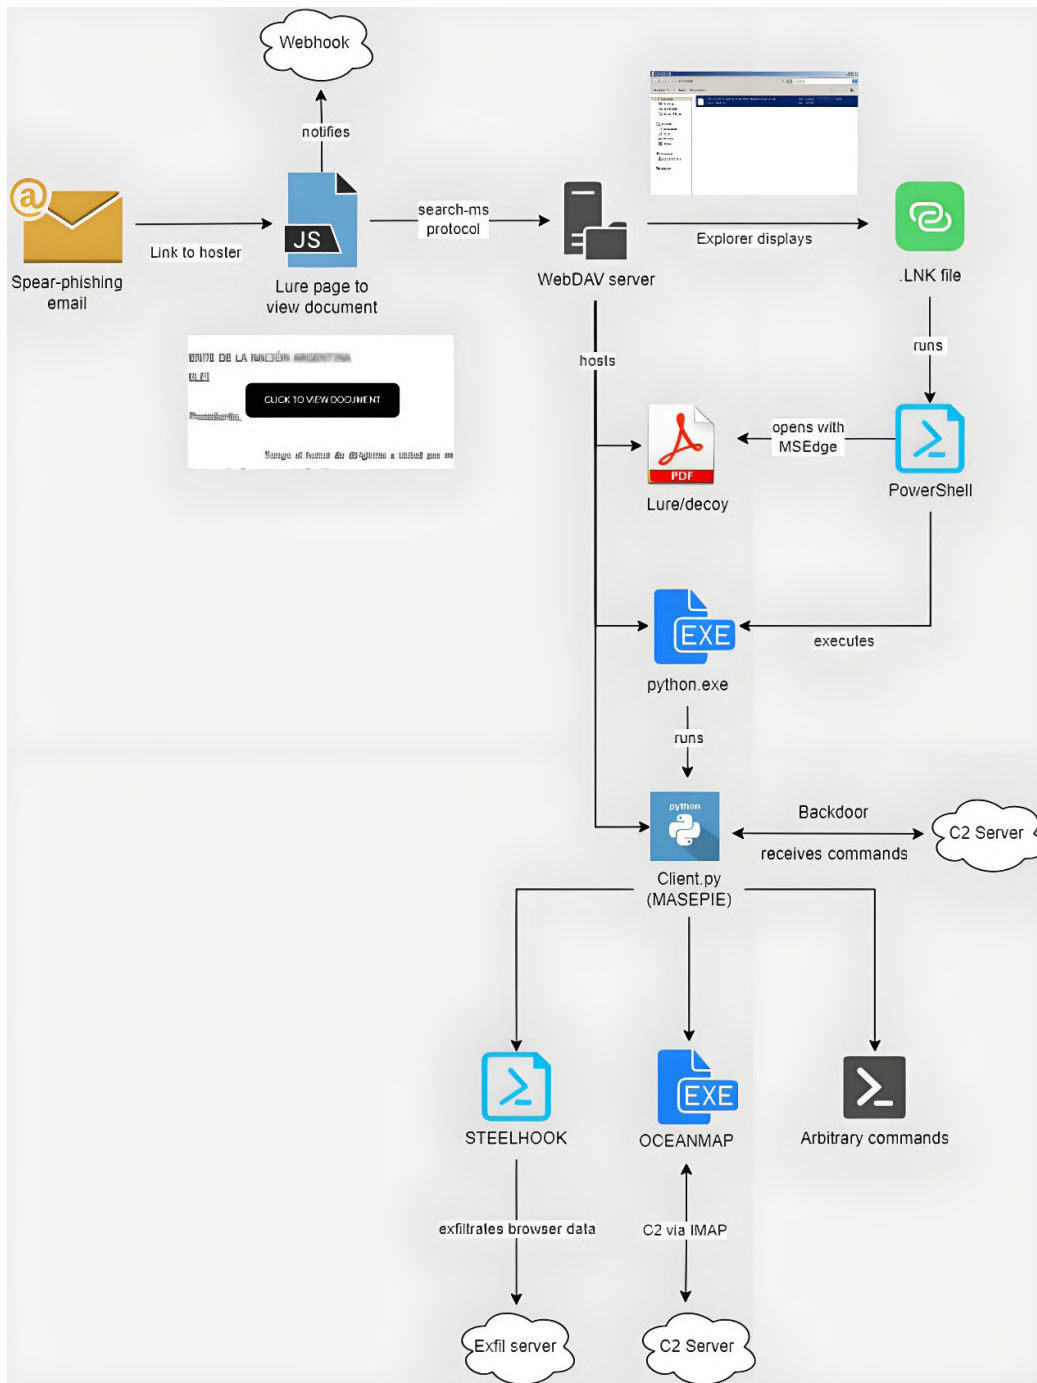 Webhook
notifies
@
JS
Link to hoster
search-ms
protocol
Explorer displays
Spear-phishing
email
Lure page to
view document
WebDAV server
.LNK file
DE LA
CLICK TO VIEW DOCUMENT
hosts
runs
opens with
MSEdge
PDF
Lure/decoy
PowerShell
EXE
executes
python.exe
runs
python
Backdoor
receives commands
C2 Server
Client.py
(MASEPIE)
EXE
STEELHOOK
OCEANMAP
Arbitrary commands
exfiltrates browser data
C2 via IMAP
Exfil server
C2 Server